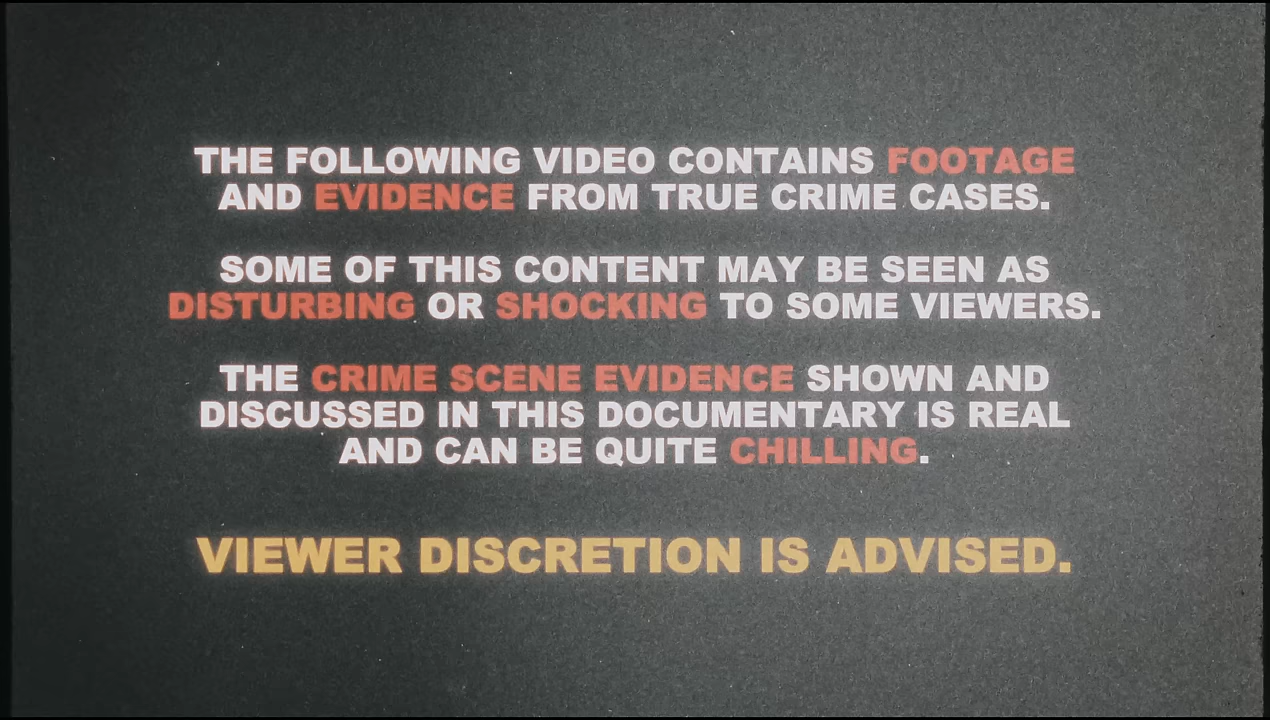 THE FOLLOWING VIDEO CONTAINS FOOTAGE
AND EVIDENCE FROM TRUE CRIME CASES.
SOME OF THIS CONTENT MAY BE SEEN AS
DISTURBING OR SHOCKING TO SOME VIEWERS.
THE CRIME SCENE EVIDENCE SHOWN AND
DISCUSSED IN THIS DOCUMENTARY IS REAL
AND CAN BE QUITE CHILLING.
VIEWER DISCRETION IS ADVISED.